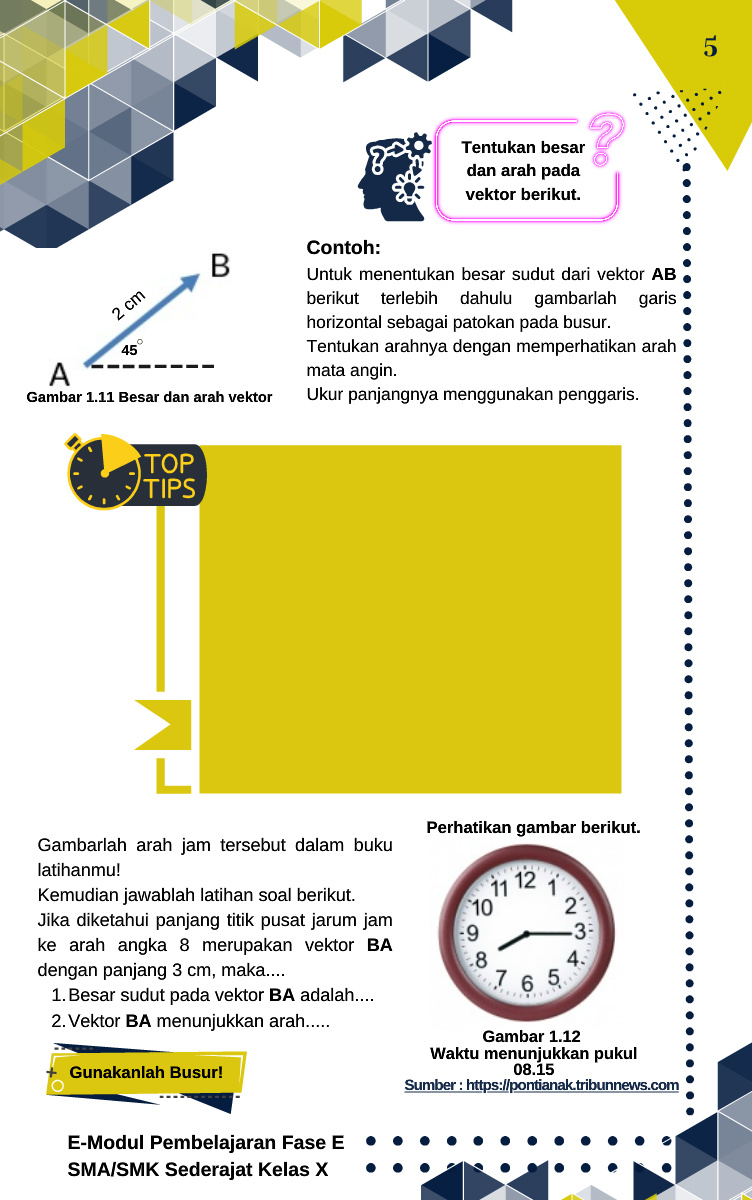 5
Tentukan besar
dan arah pada
vektor berikut.
?
B
2 cm
45°
A
Gambar 1.11 Besar dan arah vektor
Contoh:
Untuk menentukan besar sudut dari vektor AB
berikut terlebih dahulu gambarlah garis
horizontal sebagai patokan pada busur.
Tentukan arahnya dengan memperhatikan arah
mata angin.
Ukur panjangnya menggunakan penggaris.
TOP
TIPS
Gambarlah arah jam tersebut dalam buku
latihanmu!
Kemudian jawablah latihan soal berikut.
Jika diketahui panjang titik pusat jarum jam
ke arah angka 8 merupakan vektor BA
dengan panjang 3 cm, maka....
1. Besar sudut pada vektor BA adalah....
2. Vektor BA menunjukkan arah.....
Gunakanlah Busur!
Perhatikan gambar berikut.
12
11 1
10 2
9 3
8 4
7 5
6
Gambar 1.12
Waktu menunjukkan pukul
08.15
Sumber : https://pontianak.tribunnews.com
E-Modul Pembelajaran Fase E
SMA/SMK Sederajat Kelas X